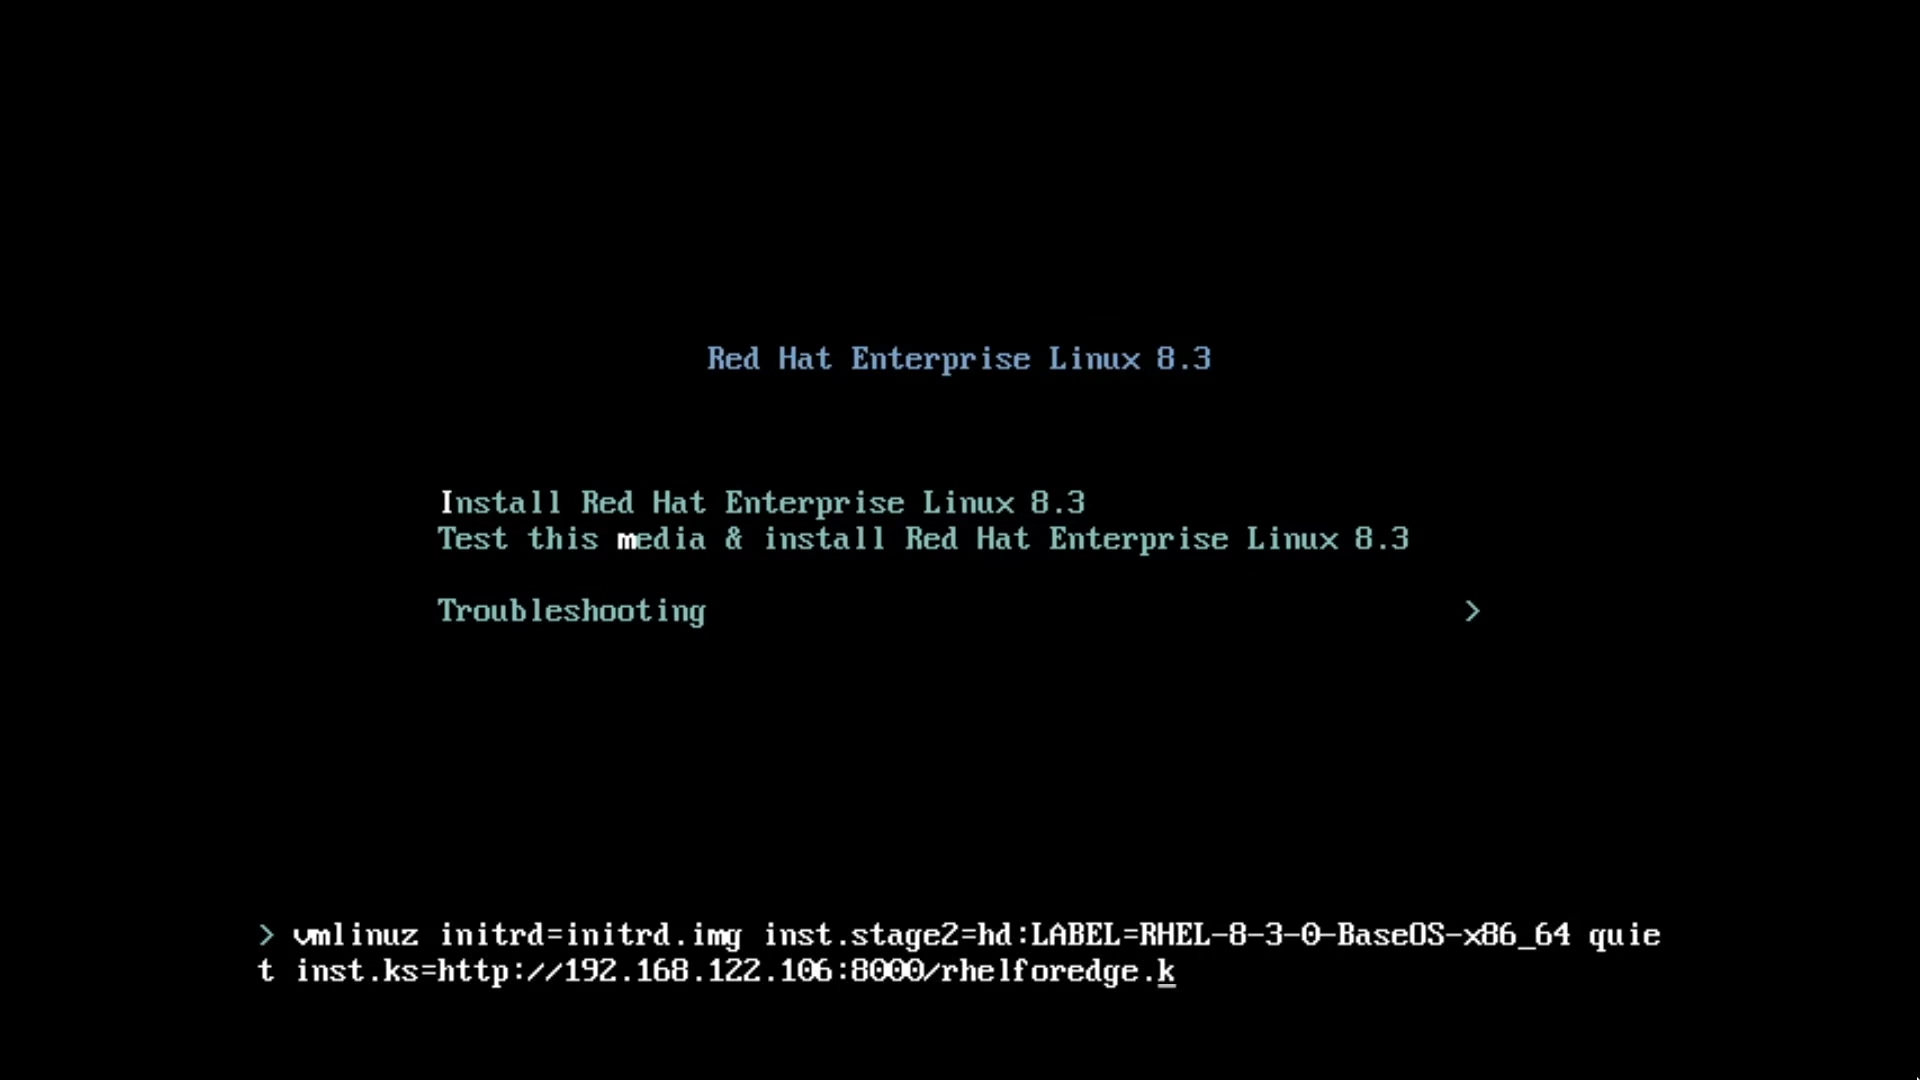 Red Hat Enterprise Linux 8.3
Install Red Hat Enterprise Linux 8.3
Test this media & install Red Hat Enterprise Linux 8.3
Troubleshooting >
> vmlinuz initrd=initrd.img inst.stage2=hd:LABEL=RHEL-8-3-0-BaseOS-x86_64 quie
t inst.ks=http://192.168.122.106:8000/rhelforedge.k